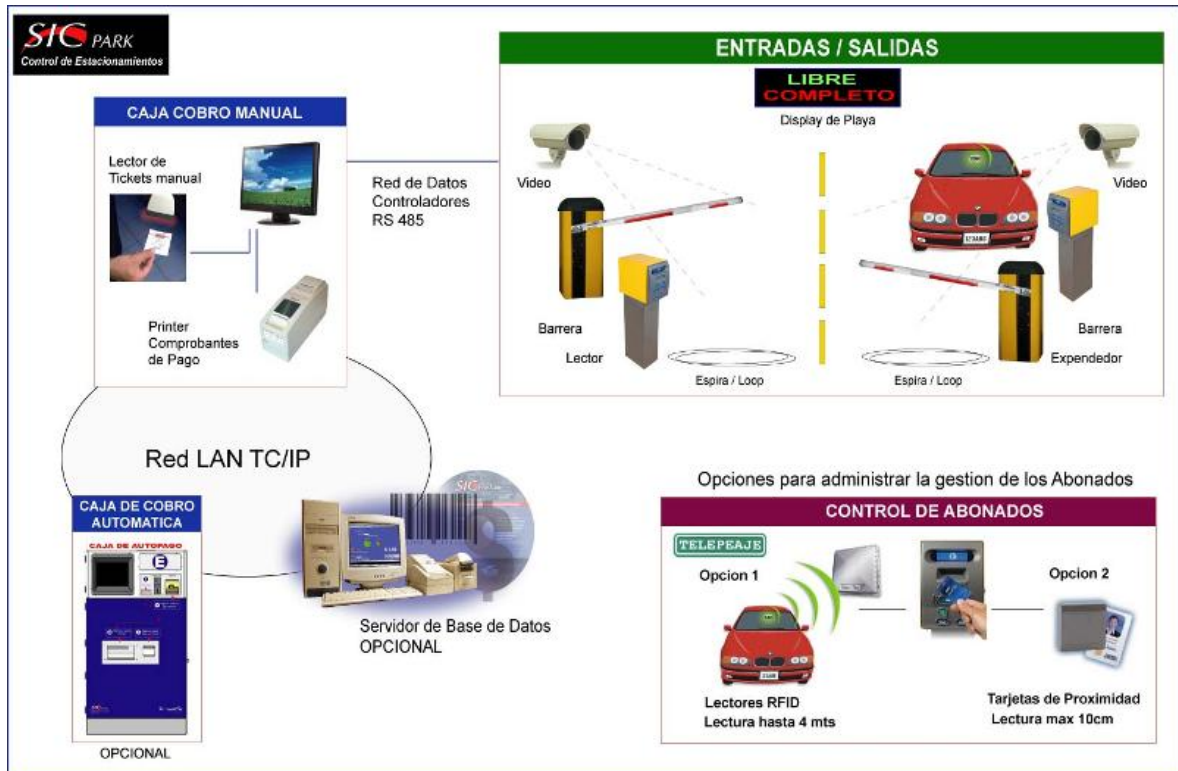 SIC PARK
Control de Estacionamientos
ENTRADAS / SALIDAS
LIBRE
COMPLETO
Display de Playa
CAJA COBRO MANUAL
Lector de
Tickets manual
Printer
Comprobantes
de Pago
Red de Datos
Controladores
RS 485
Video
Video
Barrera
Lector
Espira / Loop
Barrera
Expendedor
Espira / Loop
Red LAN TC/IP
CAJA DE COBRO
AUTOMATICA
CAJA DE AUTOPAGO
E
OPCIONAL
SIC
Servidor de Base de Datos
OPCIONAL
Opciones para administrar la gestion de los Abonados
CONTROL DE ABONADOS
TELEPEAJE
Opcion 1
Opcion 2
Lectores RFID
Lectura hasta 4 mts
Tarjetas de Proximidad
Lectura max 10cm